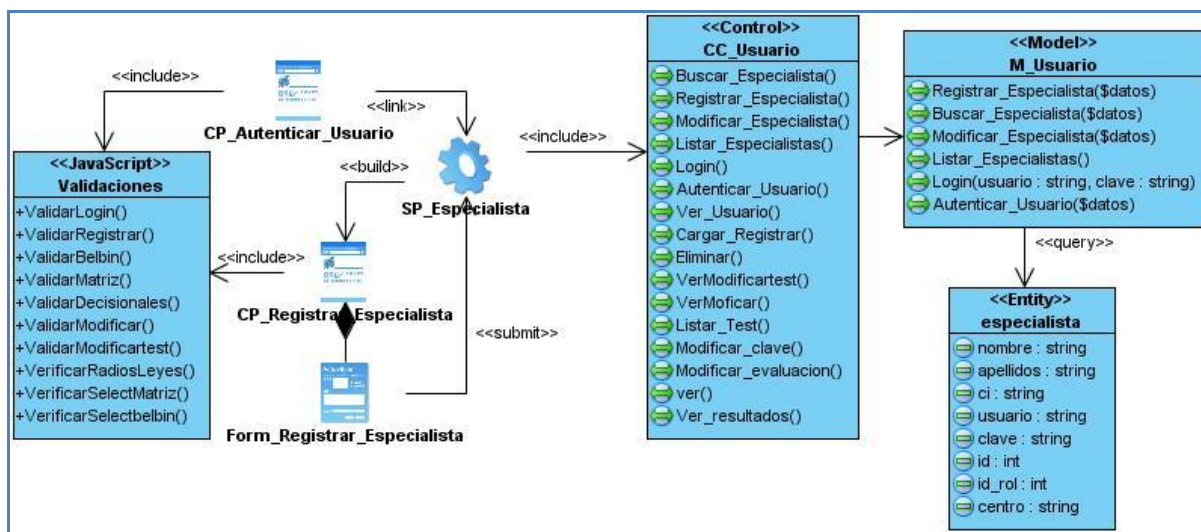 <<include>>
CP_Autenticar_Usuario
<<link>>
<<JavaScript>>
Validaciones
+ValidarLogin()
+ValidarRegistrar()
+ValidarBelbin()
+ValidarMatriz()
+ValidarDecisionales()
+ValidarModificar()
+ValidarModificartest()
+VerificarRadiosLeyes()
+VerificarSelectMatriz()
+VerificarSelectbelbin()
<<build>>
SP_Especialista
<<include>>
CP_Registrar_Especialista
<<submit>>
Form_Registrar_Especialista
<<include>>
<<Control>>
CC_Usuario
Buscar_Especialista()
Registrar_Especialista()
Modificar_Especialista()
Listar_Especialistas()
Login()
Autenticar_Usuario()
Ver_Usuario()
Cargar_Registrar()
Eliminar()
VerModificartest()
VerMoficar()
Listar_Test()
Modificar_clave()
Modificar_evaluacion()
ver()
Ver_resultados()
<<Model>>
M_Usuario
Registrar_Especialista($datos)
Buscar_Especialista($datos)
Modificar_Especialista($datos)
Listar_Especialistas()
Login(usuario : string, clave : string)
Autenticar_Usuario($datos)
<<query>>
<<Entity>>
especialista
nombre : string
apellidos : string
ci : string
usuario : string
clave : string
id : int
id_rol : int
centro : string